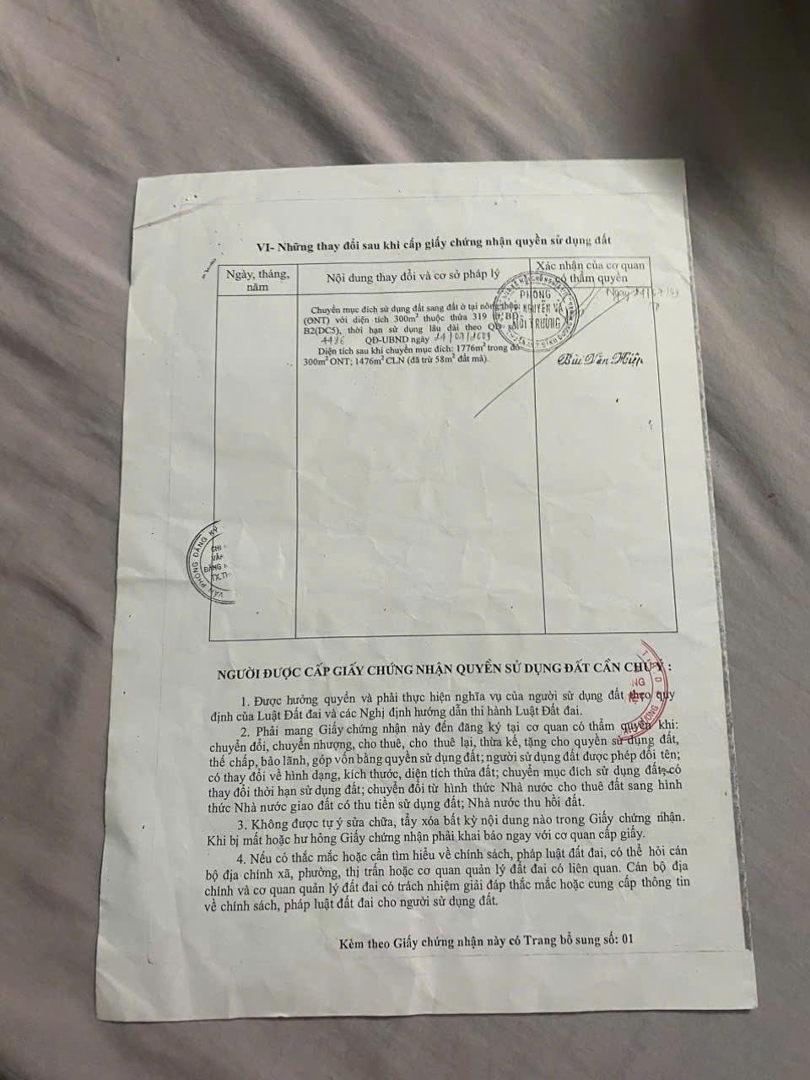 VI- Những thay đổi sau khi cấp giấy chứng nhận quyền sử dụng đất
Ngày, tháng, năm
Nội dung thay đổi và cơ sở pháp lý
Xác nhận của cơ quan có thẩm quyền
Chuyển mục đích sử dụng đất sang đất ở tại nông thôn
(ONT) với diện tích 300m² thuộc thửa 319
B2(DC5), thời hạn sử dụng lâu dài theo QĐ số
QĐ-UBND ngày
Diện tích sau khi chuyển mục đích: 1776m² trong đó
300m² ONT; 1476m² CLN (đã trừ 58m² đất mả).
PHÒNG
NGUYÊN VÀ
TRƯỜNG
Ngày
Bùi Văn Hiệp
VĂN PHÒNG ĐĂNG KÝ
CHI
ĐĂNG
NGƯỜI ĐƯỢC CẤP GIẤY CHỨNG NHẬN QUYỀN SỬ DỤNG ĐẤT CẦN CHÚ Ý :
1. Được hưởng quyền và phải thực hiện nghĩa vụ của người sử dụng đất theo quy
định của Luật Đất đai và các Nghị định hướng dẫn thi hành Luật Đất đai.
2. Phải mang Giấy chứng nhận này đến đăng ký tại cơ quan có thẩm quyền khi:
chuyển đổi, chuyển nhượng, cho thuê, cho thuê lại, thừa kế, tặng cho quyền sử dụng đất,
thế chấp, bảo lãnh, góp vốn bằng quyền sử dụng đất; người sử dụng đất được phép đổi tên;
có thay đổi về hình dạng, kích thước, diện tích thửa đất; chuyển mục đích sử dụng đất; có
thay đổi thời hạn sử dụng đất; chuyển đổi từ hình thức Nhà nước cho thuê đất sang hình
thức Nhà nước giao đất có thu tiền sử dụng đất; Nhà nước thu hồi đất.
3. Không được tự ý sửa chữa, tẩy xóa bất kỳ nội dung nào trong Giấy chứng nhận.
Khi bị mất hoặc hư hỏng Giấy chứng nhận phải khai báo ngay với cơ quan cấp giấy.
4. Nếu có thắc mắc hoặc cần tìm hiểu về chính sách, pháp luật đất đai, có thể hỏi cán
bộ địa chính xã, phường, thị trấn hoặc cơ quan quản lý đất đai có liên quan. Cán bộ địa
chính và cơ quan quản lý đất đai có trách nhiệm giải đáp thắc mắc hoặc cung cấp thông tin
về chính sách, pháp luật đất đai cho người sử dụng đất.
Kèm theo Giấy chứng nhận này có Trang bổ sung số: 01